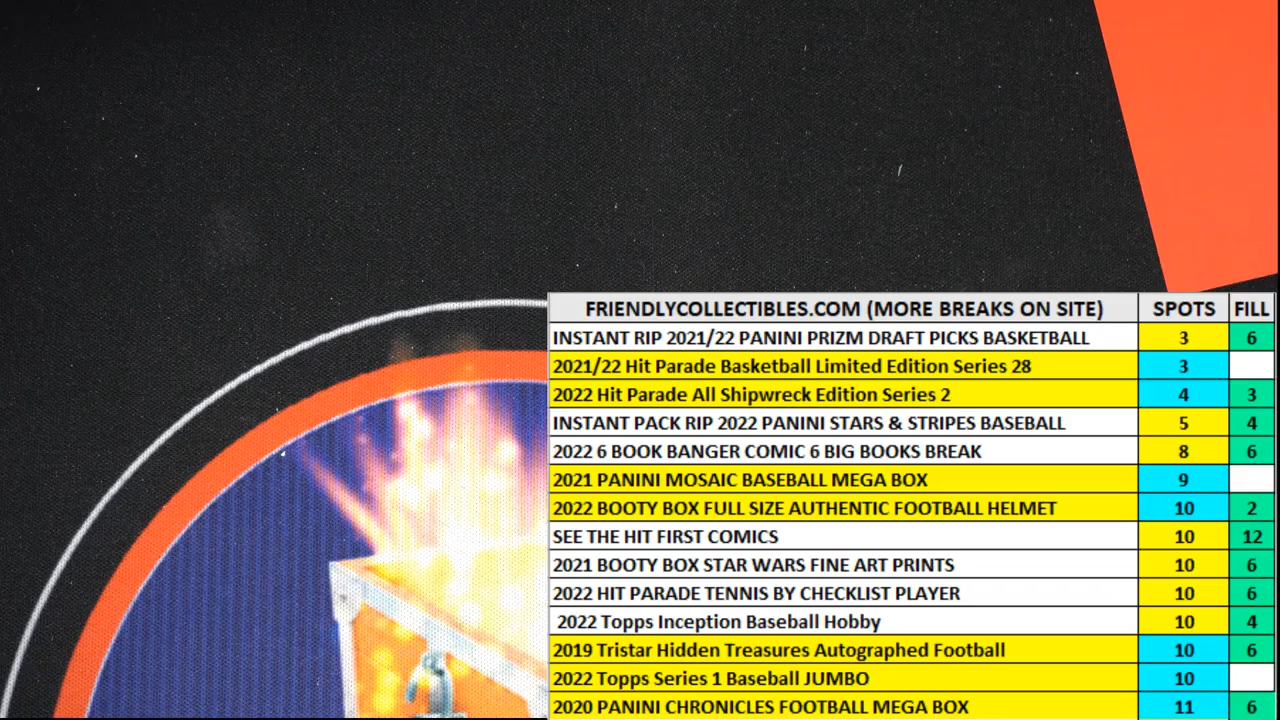 FRIENDLYCOLLECTIBLES.COM (MORE BREAKS ON SITE) SPOTS FILL
INSTANT RIP 2021/22 PANINI PRIZM DRAFT PICKS BASKETBALL 3 6
2021/22 Hit Parade Basketball Limited Edition Series 28 3
2022 Hit Parade All Shipwreck Edition Series 2 4 3
INSTANT PACK RIP 2022 PANINI STARS & STRIPES BASEBALL 5 4
2022 6 BOOK BANGER COMIC 6 BIG BOOKS BREAK 8 6
2021 PANINI MOSAIC BASEBALL MEGA BOX 9
2022 BOOTY BOX FULL SIZE AUTHENTIC FOOTBALL HELMET 10 2
SEE THE HIT FIRST COMICS 10 12
2021 BOOTY BOX STAR WARS FINE ART PRINTS 10 6
2022 HIT PARADE TENNIS BY CHECKLIST PLAYER 10 6
2022 Topps Inception Baseball Hobby 10 4
2019 Tristar Hidden Treasures Autographed Football 10 6
2022 Topps Series 1 Baseball JUMBO 10
2020 PANINI CHRONICLES FOOTBALL MEGA BOX 11 6